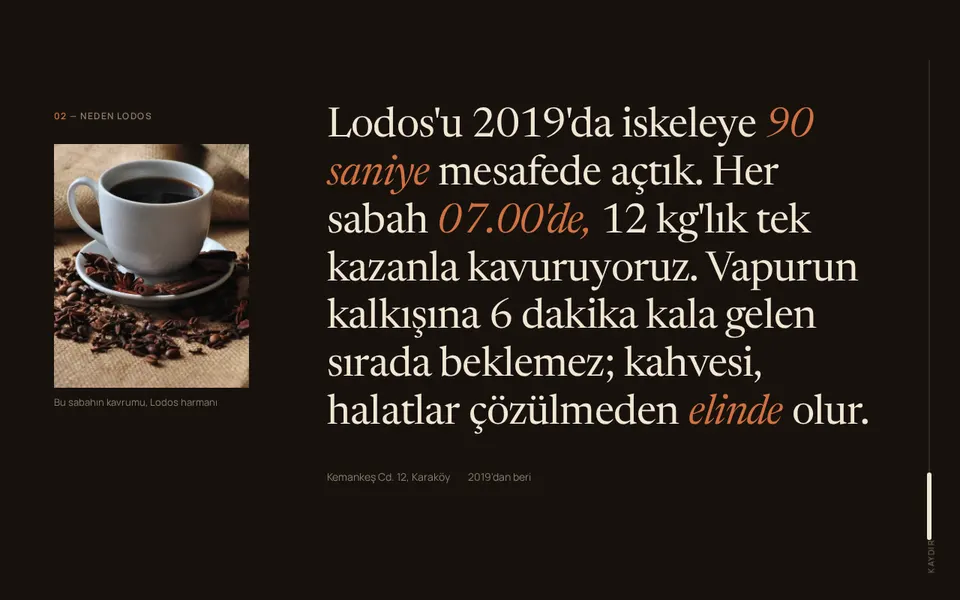 02 — NEDEN LODOS
Bu sabahın kavrumu, Lodos harmanı
Lodos'u 2019'da iskeleye 90
saniye mesafede açtık. Her
sabah 07.00'de, 12 kg'lık tek
kazanla kavuruyoruz. Vapurun
kalkışına 6 dakika kala gelen
sırada beklemez; kahvesi,
halatlar çözülmeden elinde olur.
Kemankeş Cd. 12, Karaköy 2019'dan beri
KAYDIR